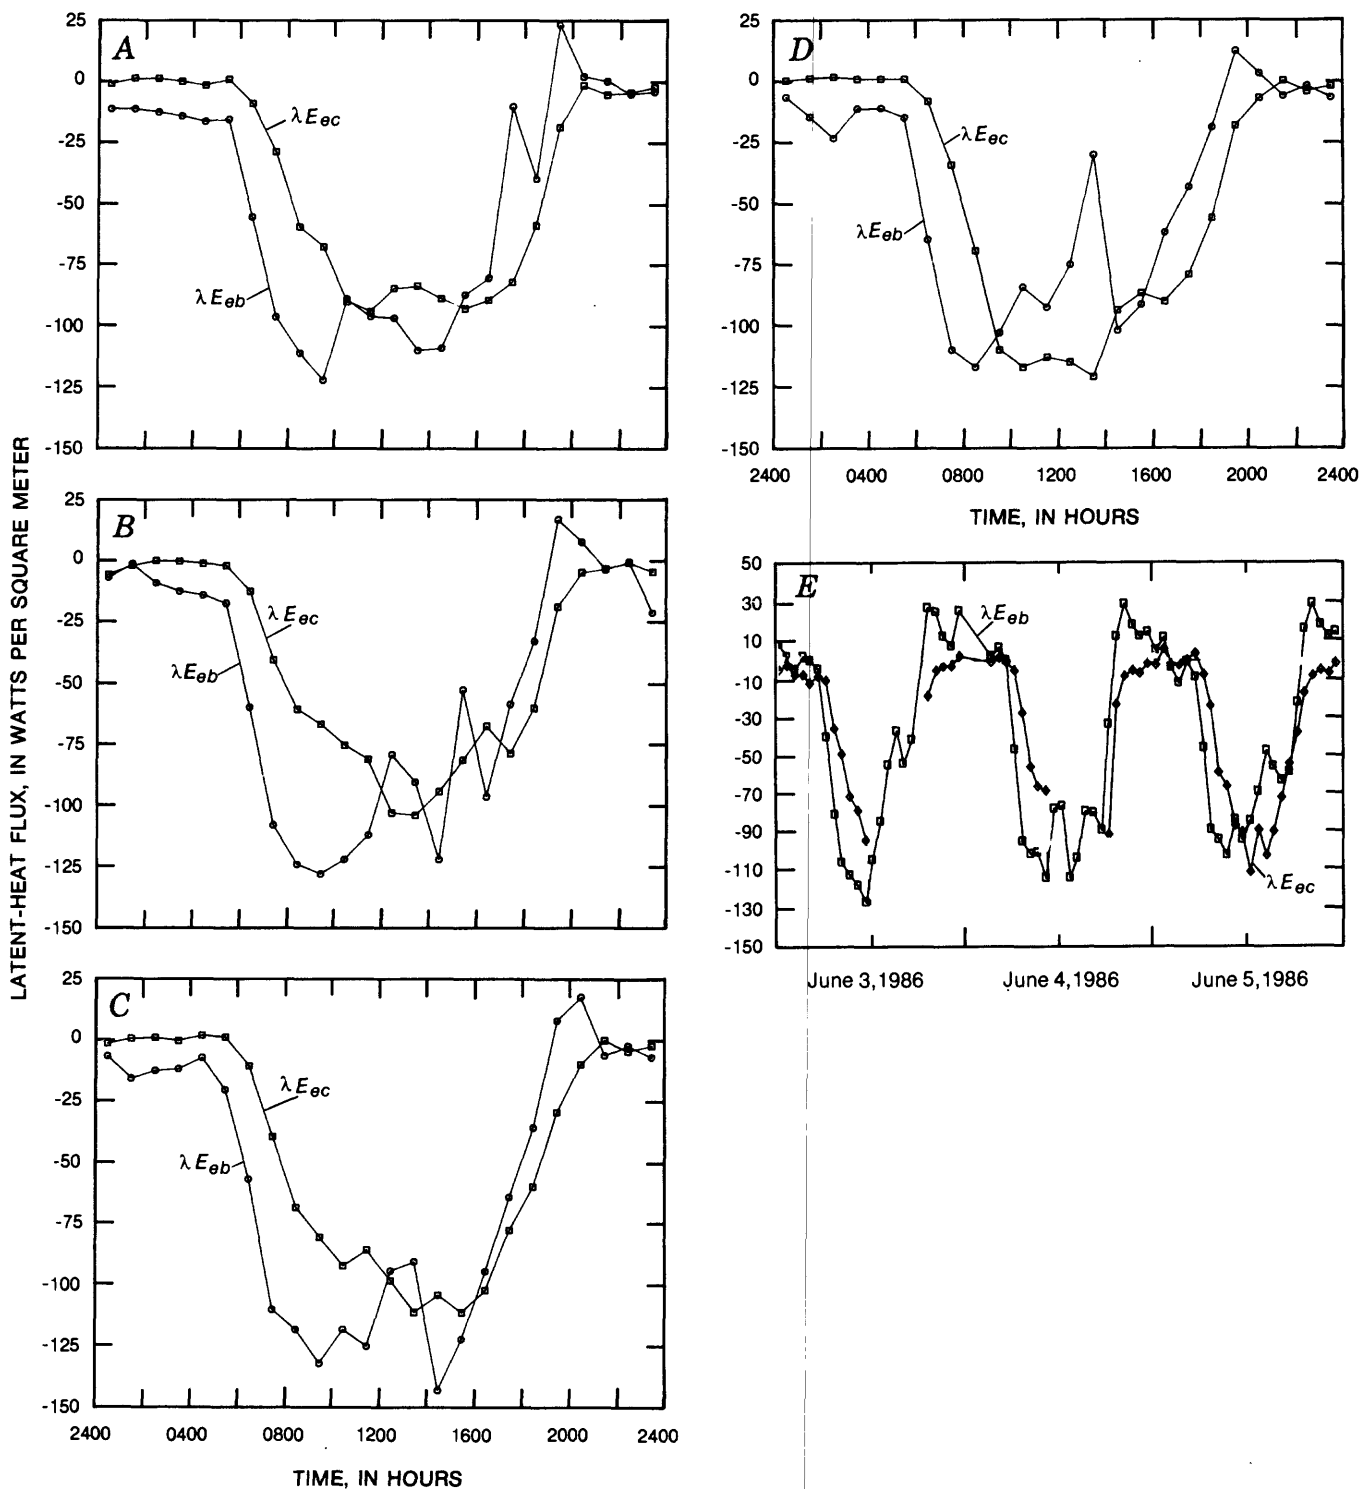 LATENT-HEAT FLUX, IN WATTS PER SQUARE METER
A
25
0
-25
-50
-75
-100
-125
-150
λEec
λEeb
B
25
0
-25
-50
-75
-100
-125
-150
λEec
λEeb
C
25
0
-25
-50
-75
-100
-125
-150
λEec
λEeb
2400 0400 0800 1200 1600 2000 2400
TIME, IN HOURS
D
25
0
-25
-50
-75
-100
-125
-150
λEec
λEeb
2400 0400 0800 1200 1600 2000 2400
TIME, IN HOURS
E
50
30
10
-10
-30
-50
-70
-90
-110
-130
-150
λEeb
λEec
June 3,1986 June 4,1986 June 5,1986